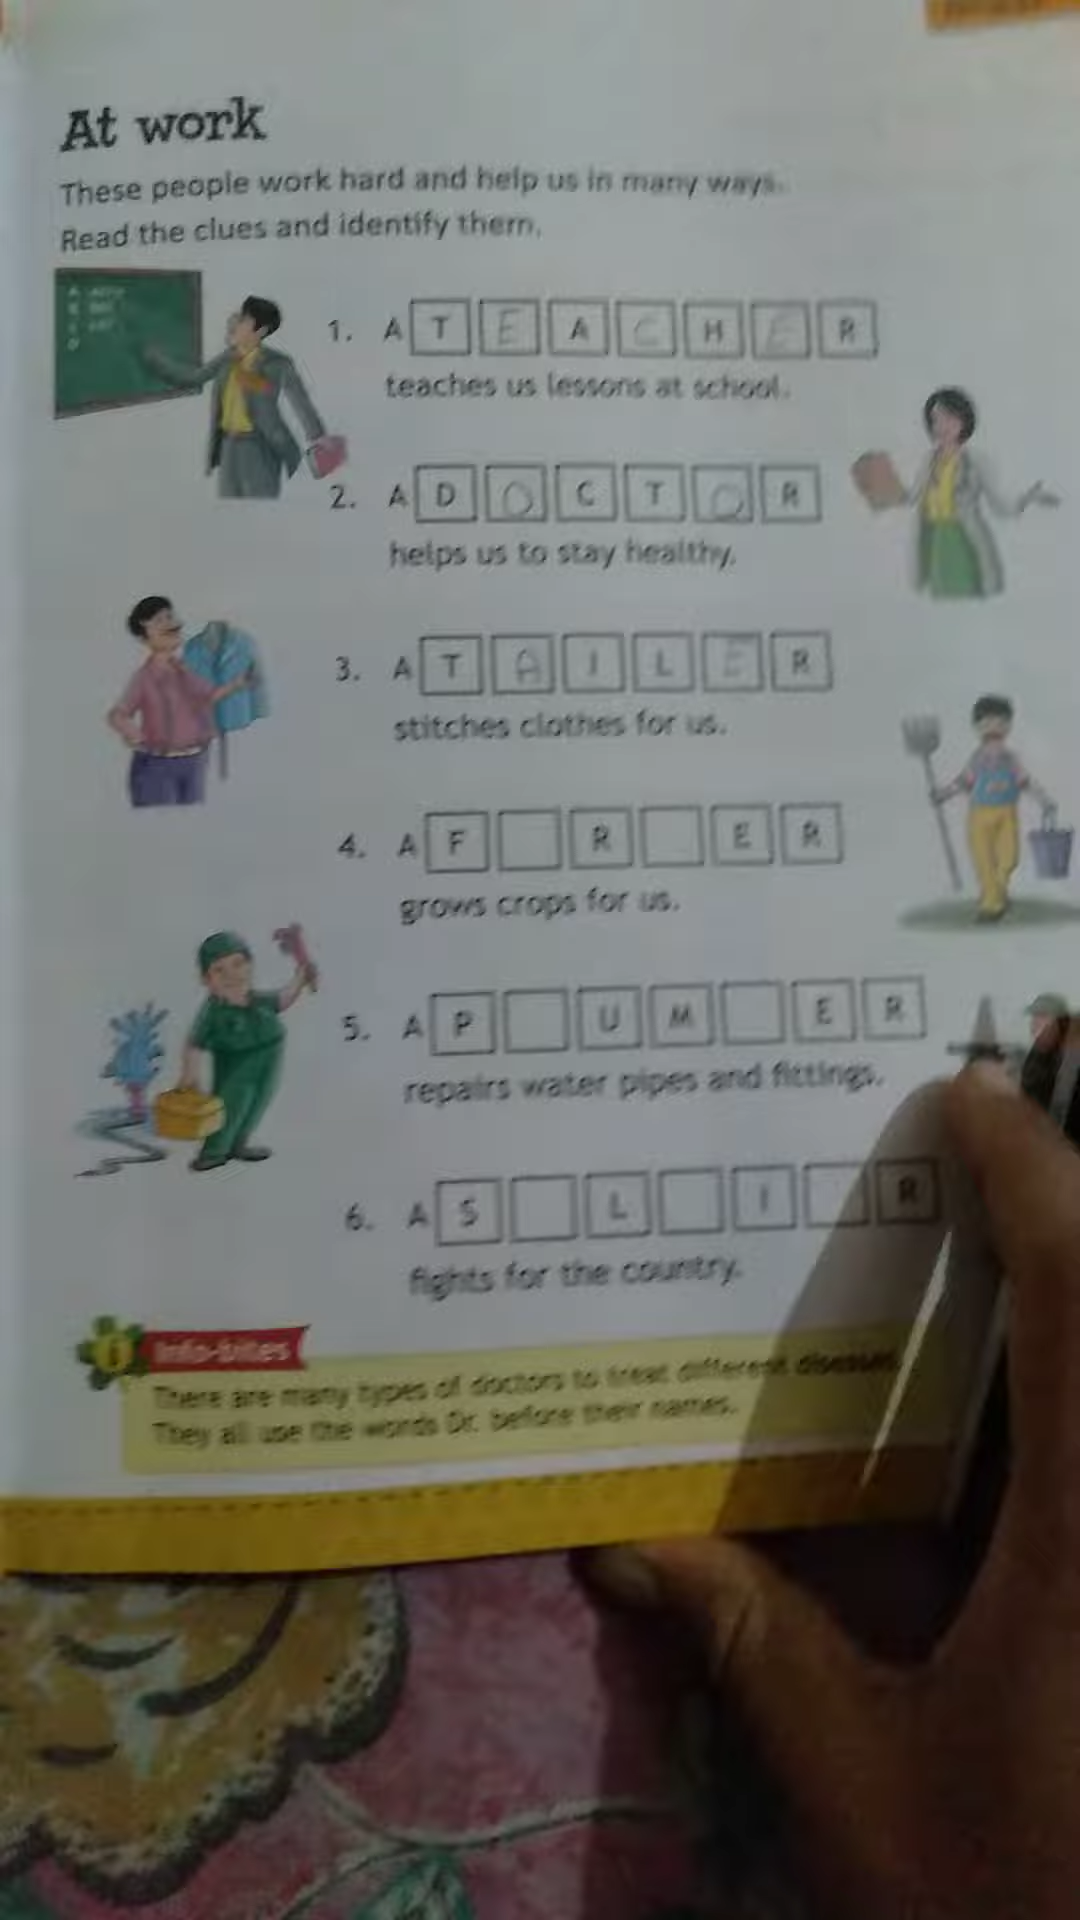 At work
These people work hard and help us in many ways.
Read the clues and identify them.
1. A T E A C H E R
teaches us lessons at school.
2. A D O C T O R
helps us to stay healthy.
3. A T A I L E R
stitches clothes for us.
4. A F R E R
grows crops for us.
5. A P U M E R
repairs water pipes and fittings.
6. A S L I R
fights for the country.
Info-bites
There are many types of doctors to treat different diseases.
They all use the words Dr. before their names.